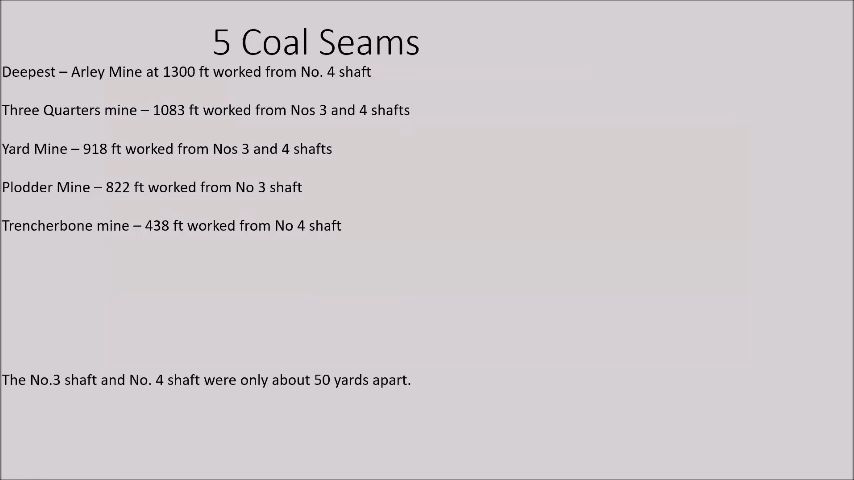 5 Coal Seams
Deepest – Arley Mine at 1300 ft worked from No. 4 shaft
Three Quarters mine – 1083 ft worked from Nos 3 and 4 shafts
Yard Mine – 918 ft worked from Nos 3 and 4 shafts
Plodder Mine – 822 ft worked from No 3 shaft
Trencherbone mine – 438 ft worked from No 4 shaft
The No.3 shaft and No. 4 shaft were only about 50 yards apart.